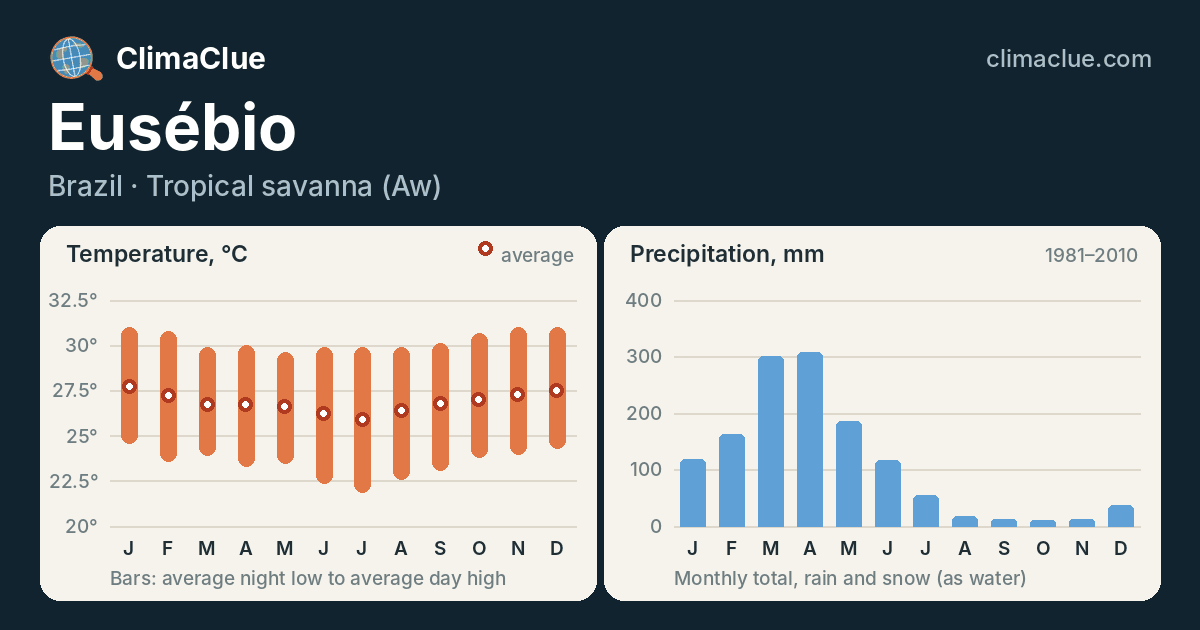 ClimaClue
climaclue.com
Eusébio
Brazil · Tropical savanna (Aw)
Temperature, °C
average
32.5°
30°
27.5°
25°
22.5°
20°
J F M A M J J A S O N D
Bars: average night low to average day high
Precipitation, mm
1981–2010
400
300
200
100
0
J F M A M J J A S O N D
Monthly total, rain and snow (as water)